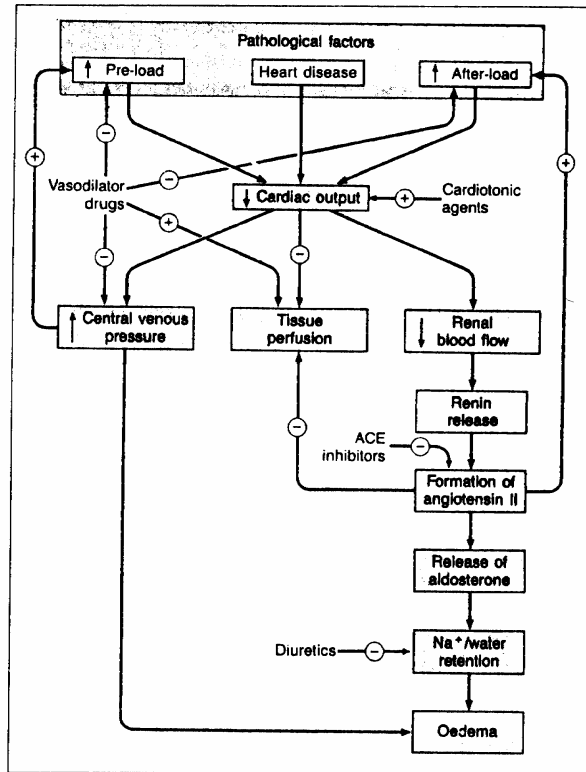 Pathological factors
↑ Pre-load
Heart disease
↑ After-load
−
+
−
+
Vasodilator
drugs
↓ Cardiac output
+
Cardiotonic
agents
+
−
−
↑ Central venous
pressure
Tissue
perfusion
↓ Renal
blood flow
Renin
release
−
ACE
inhibitors
−
Formation of
angiotensin II
Release of
aldosterone
Diuretics
−
Na⁺/water
retention
Oedema